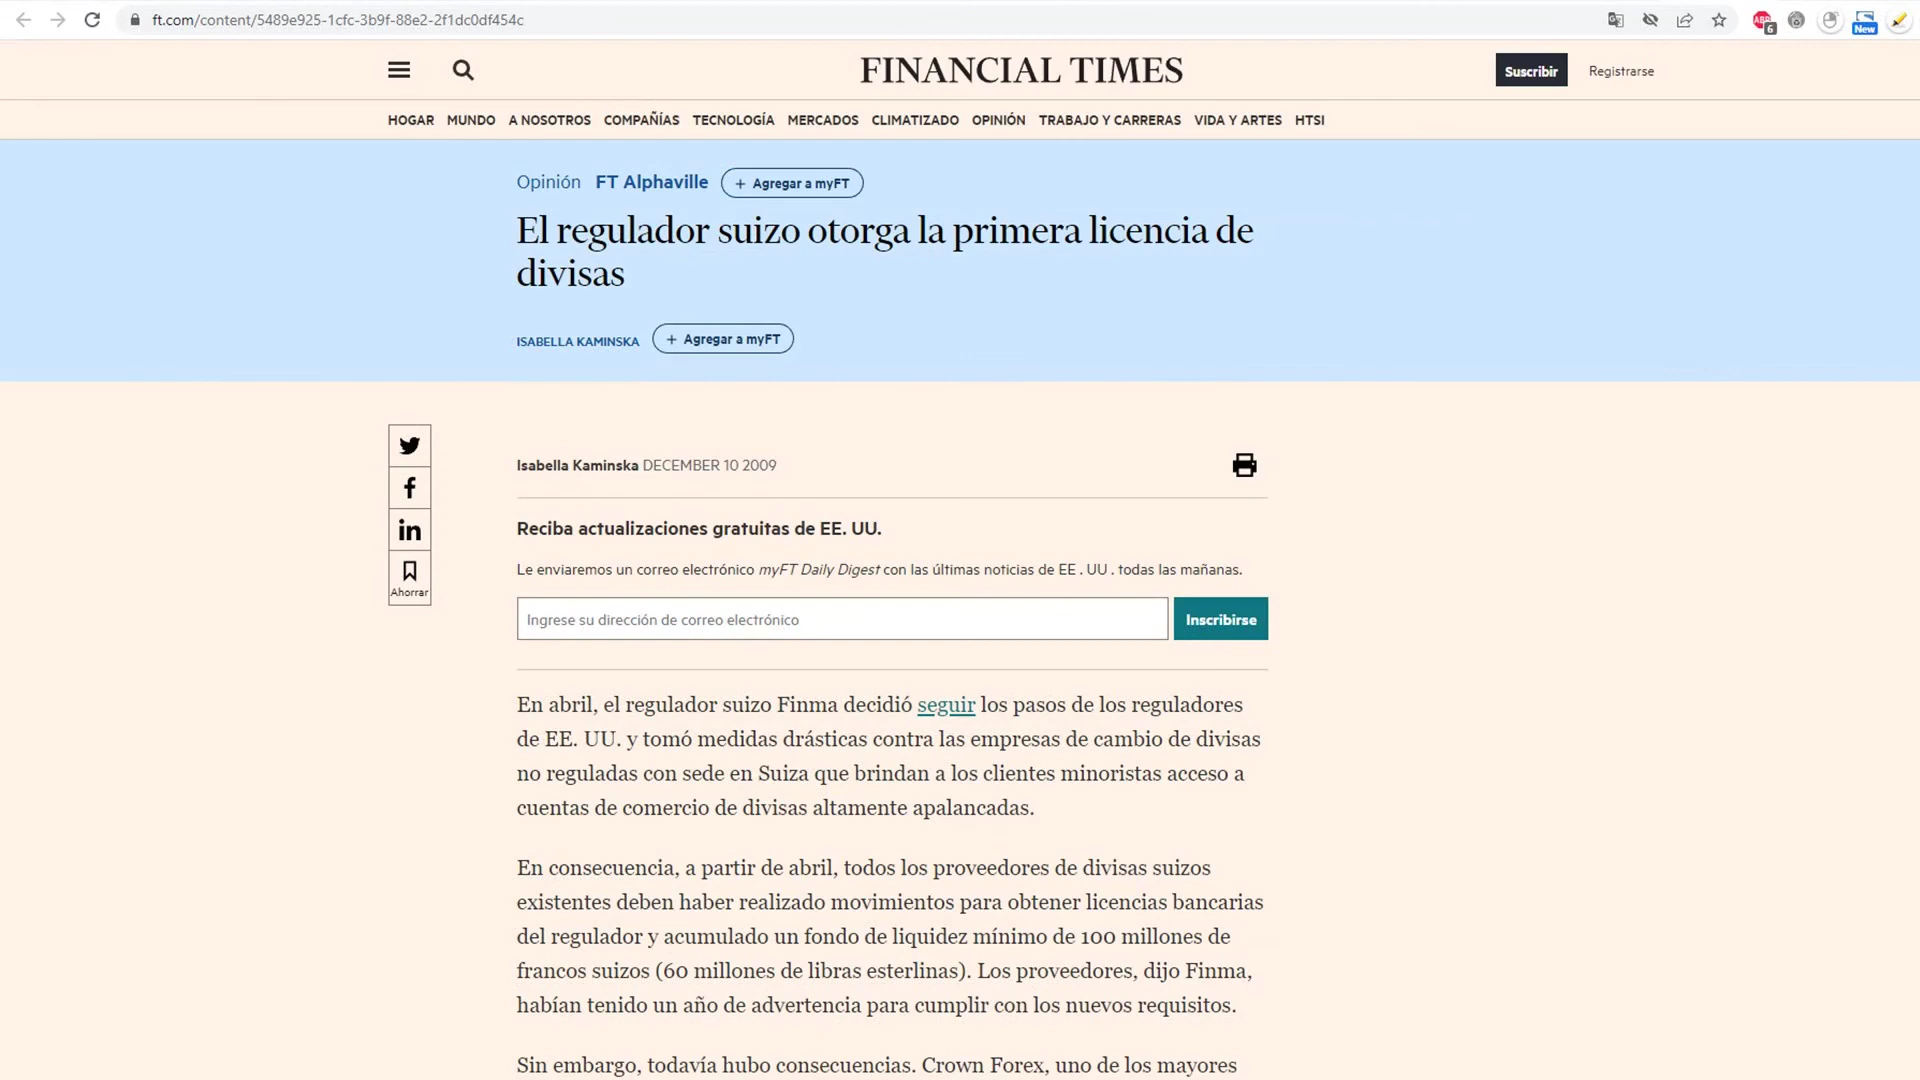 ft.com/content/5489e925-1cfc-3b9f-88e2-2f1dc0df454c
ABP
6
New
FINANCIAL TIMES
Suscribir
Registrarse
HOGAR MUNDO A NOSOTROS COMPAÑÍAS TECNOLOGÍA MERCADOS CLIMATIZADO OPINIÓN TRABAJO Y CARRERAS VIDA Y ARTES HTSI
Opinión FT Alphaville + Agregar a myFT
El regulador suizo otorga la primera licencia de
divisas
ISABELLA KAMINSKA + Agregar a myFT
Isabella Kaminska DECEMBER 10 2009
Ahorrar
Reciba actualizaciones gratuitas de EE. UU.
Le enviaremos un correo electrónico myFT Daily Digest con las últimas noticias de EE . UU . todas las mañanas.
Ingrese su dirección de correo electrónico
Inscribirse
En abril, el regulador suizo Finma decidió seguir los pasos de los reguladores
de EE. UU. y tomó medidas drásticas contra las empresas de cambio de divisas
no reguladas con sede en Suiza que brindan a los clientes minoristas acceso a
cuentas de comercio de divisas altamente apalancadas.
En consecuencia, a partir de abril, todos los proveedores de divisas suizos
existentes deben haber realizado movimientos para obtener licencias bancarias
del regulador y acumulado un fondo de liquidez mínimo de 100 millones de
francos suizos (60 millones de libras esterlinas). Los proveedores, dijo Finma,
habían tenido un año de advertencia para cumplir con los nuevos requisitos.
Sin embargo, todavía hubo consecuencias. Crown Forex, uno de los mayores